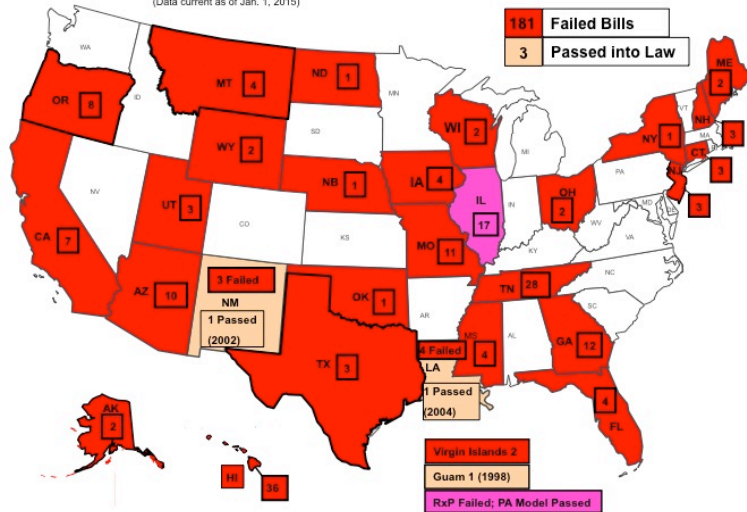 (Data current as of Jan. 1, 2015)
181 Failed Bills
3 Passed into Law
WA
MT 4
ND 1
MN
ME 2
OR 8
ID
SD
WI 2
MI
VT
NH
3
NY 1
MA
CT
3
WY 2
IA 4
NB 1
NV
UT 3
IL 17
IN
OH 2
PA
NJ
3
MD
CA 7
CO
KS
MO 11
KY
WV
VA
AZ 10
3 Failed
NM
1 Passed
(2002)
OK 1
AR
TN 28
NC
SC
TX 3
4 Failed
LA
1 Passed
(2004)
MS 4
AL
GA 12
4
FL
AK 2
HI
36
Virgin Islands 2
Guam 1 (1998)
RxP Failed; PA Model Passed